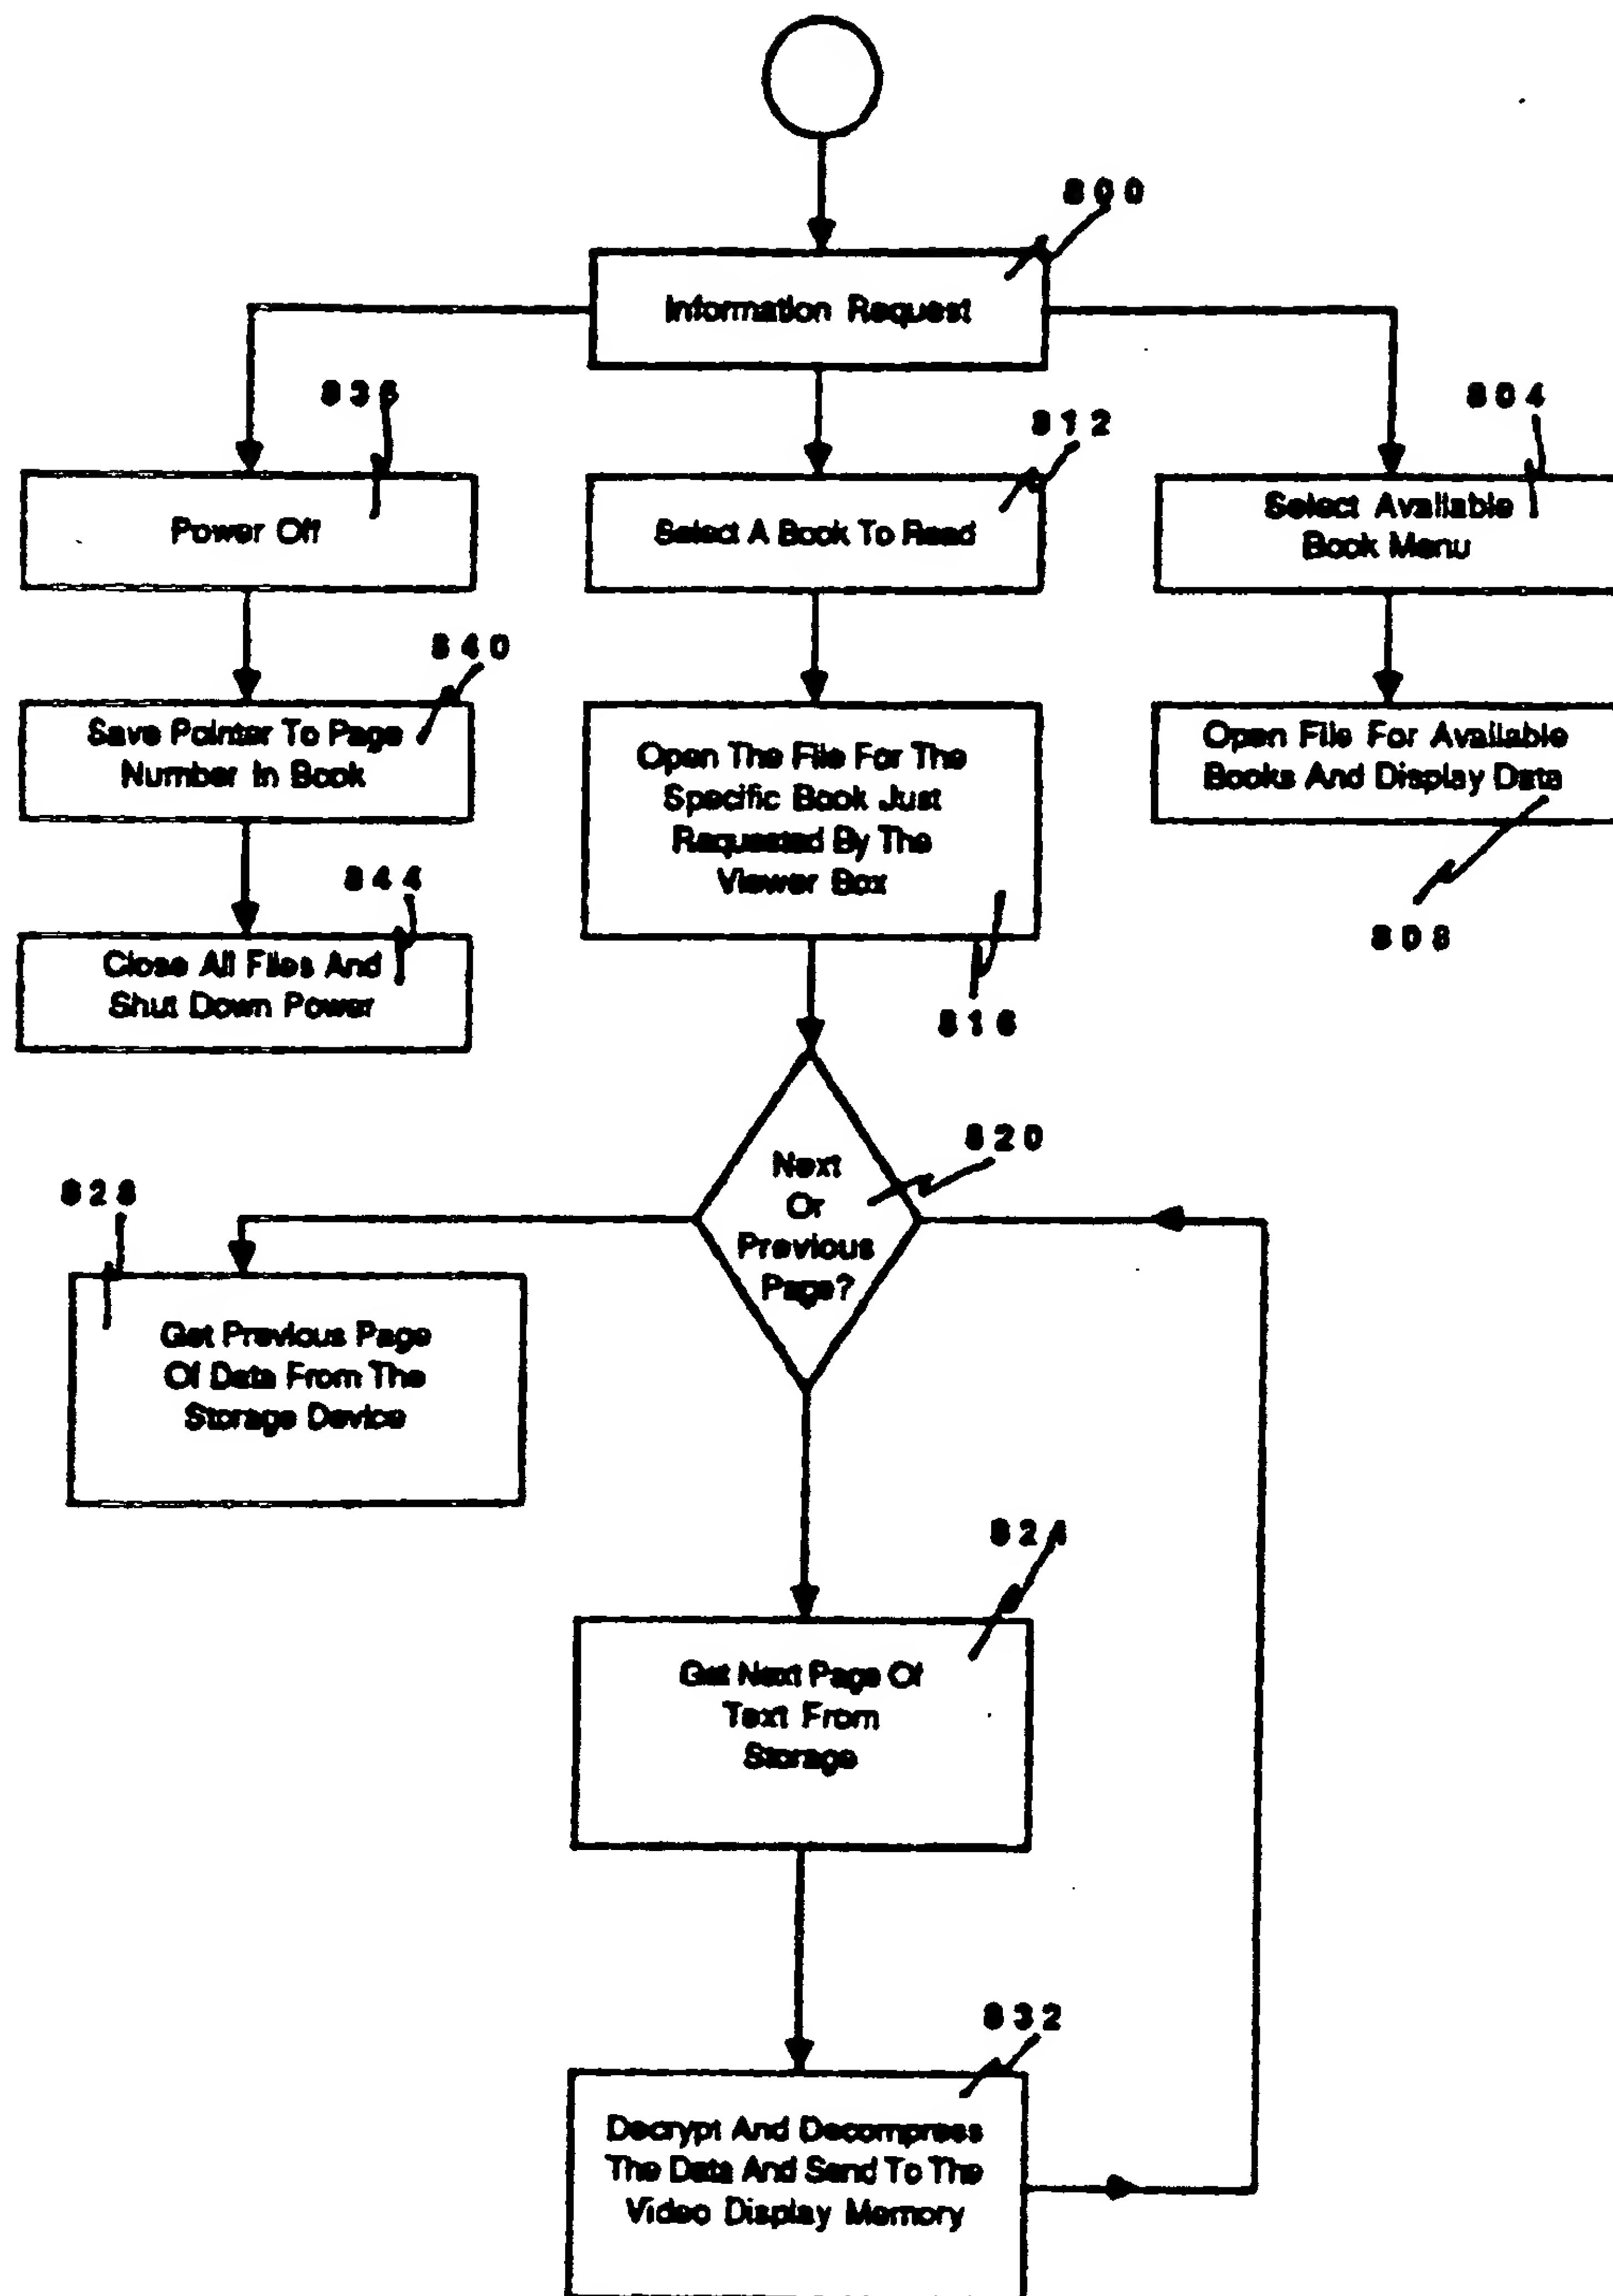 800
Information Request
836
812
804
Power Off
Select A Book To Read
Select Available
Book Menu
840
Save Pointer To Page
Number In Book
Open The File For The
Specific Book Just
Requested By The
Viewer Box
Open File For Available
Books And Display Data
844
808
Close All Files And
Shut Down Power
816
820
Next
Or
Previous
Page?
828
Get Previous Page
Of Data From The
Storage Device
824
Get Next Page Of
Text From
Storage
832
Decrypt And Decompress
The Data And Send To The
Video Display Memory